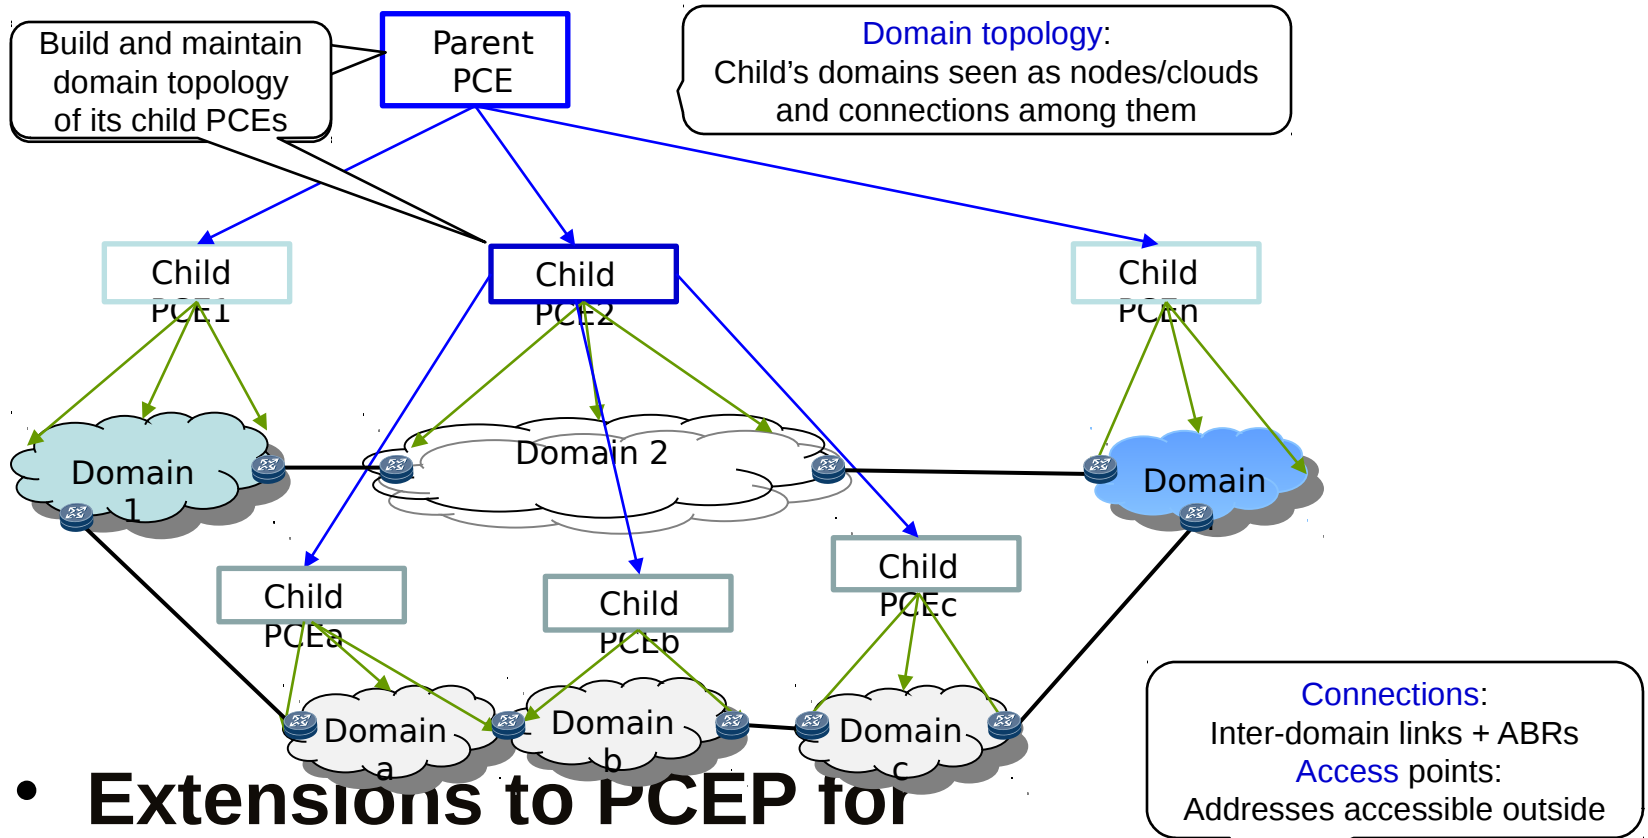 Build and maintain
domain topology
of its child PCEs
Parent
PCE
Domain topology:
Child’s domains seen as nodes/clouds
and connections among them
Child
PCE1
Child
PCE2
Child
PCEn
Domain
1
Domain 2
Domain
Child
PCEa
Child
PCEb
Child
PCEc
Domain
a
Domain
b
Domain
c
Connections:
Inter-domain links + ABRs
Access points:
Addresses accessible outside
• Extensions to PCEP for